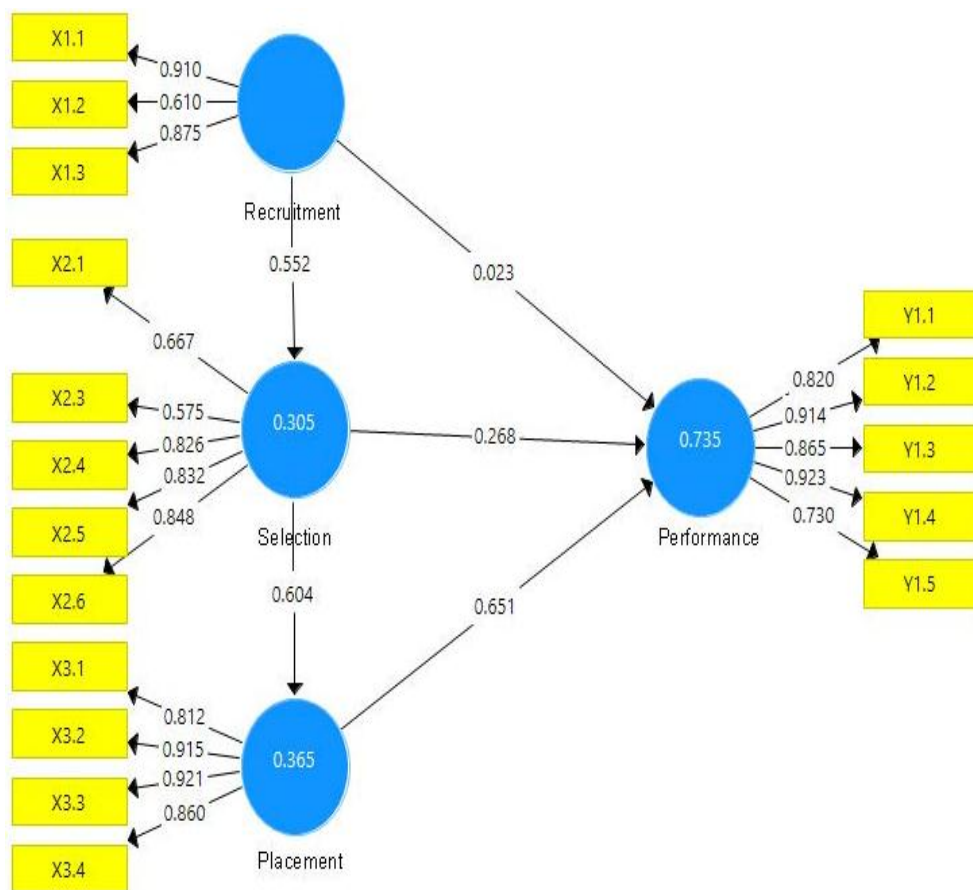 X1.1
0.910
X1.2
0.610
X1.3
0.875
Recruitment
X2.1
0.552
0.023
0.667
Y1.1
0.820
Y1.2
X2.3
0.575
0.305
0.268
0.735
0.914
X2.4
0.826
0.865
Y1.3
0.832
0.923
X2.5
0.848
Selection
Performance
0.730
Y1.4
X2.6
0.604
0.651
Y1.5
X3.1
0.812
X3.2
0.915
0.365
0.921
X3.3
0.860
X3.4
Placement